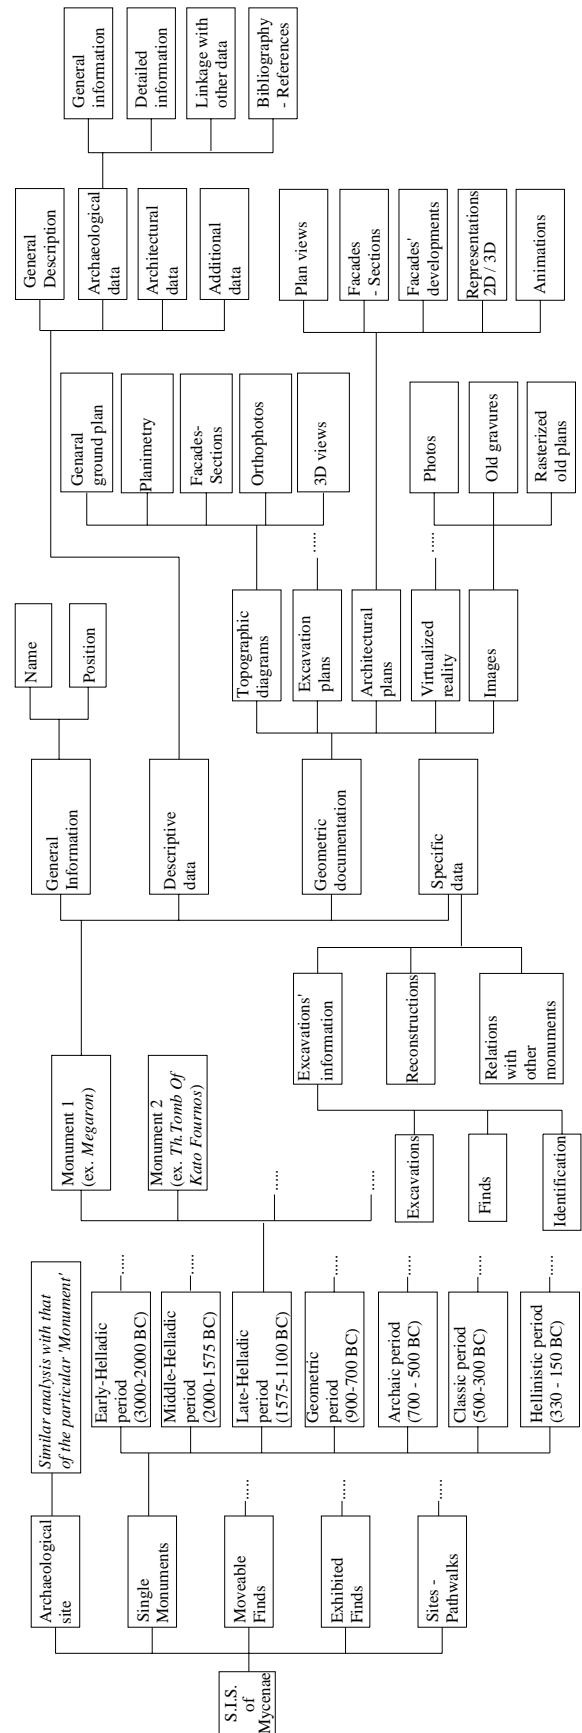 S.I.S.
of
Mycenae
Archaeological
site
Single
Monuments
Moveable
Finds
Exhibited
Finds
Sites -
Pathwalks
Similar analysis with that
of the particular 'Monument'
.....
.....
.....
Early-Helladic
period
(3000-2000 BC)
Middle-Helladic
period
(2000-1575 BC)
Late-Helladic
period
(1575-1100 BC)
Geometric
period
(900-700 BC)
Archaic period
(700 - 500 BC)
Classic period
(500-300 BC)
Hellinistic period
(330 - 150 BC)
.....
.....
.....
.....
.....
.....
Monument 1
(ex. Megaron)
Monument 2
(ex. Th.Tomb Of
Kato Fournos)
.....
.....
General
Information
Descriptive
data
Geometric
documentation
Specific
data
Excavations'
information
Reconstructions
Relations
with
other
monuments
Excavations
Finds
Identification
Name
Position
Topographic
diagrams
Excavation
plans
Architectural
plans
Virtualized
reality
Images
.....
.....
Genaral
ground plan
Planimetry
Facades-
Sections
Orthophotos
3D views
Photos
Old gravures
Rasterized
old plans
General
Description
Archaeological
data
Architectural
data
Additional
data
Plan views
Facades
- Sections
Facades'
developments
Representations
2D / 3D
Animations
General
information
Detailed
information
Linkage with
other data
Bibliography
- References